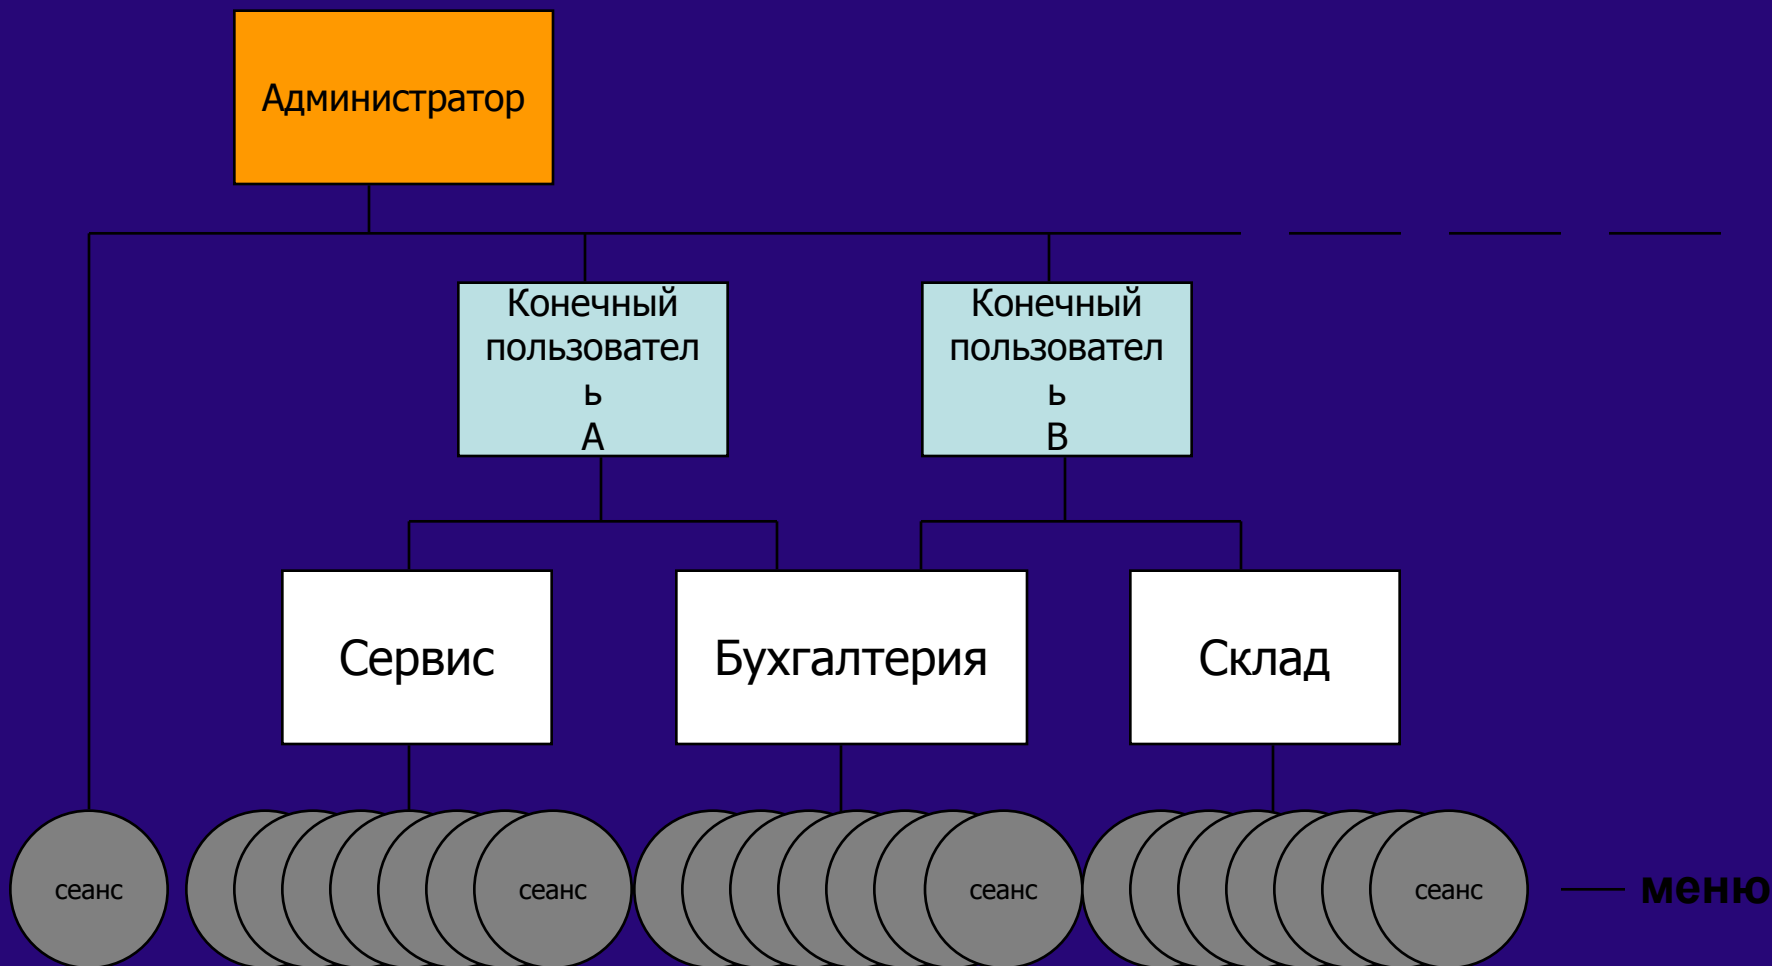 Администратор
Конечный
пользовател
ь
А
Конечный
пользовател
ь
В
Сервис
Бухгалтерия
Склад
сеанс
сеанс
сеанс
сеанс
меню